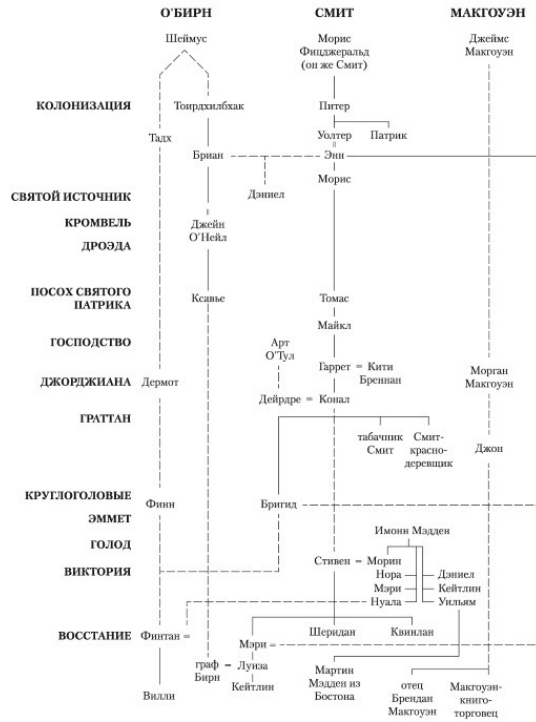 О'БИРН СМИТ МАКГОУЭН
Шеймус
Морис
Фицджеральд
(он же Смит)
Джеймс
Макгоуэн
КОЛОНИЗАЦИЯ
Тоирдхилбхак
Питер
Тадх
Уолтер
Патрик
Бриан
Энн
Дэниел
Морис
СВЯТОЙ ИСТОЧНИК
КРОМВЕЛЬ
Джейн
О'Нейл
ДРОЭДА
ПОСОХ СВЯТОГО
ПАТРИКА
Ксавье
Томас
Майкл
ГОСПОДСТВО
Арт
О'Тул
Гаррет = Кити
Бреннан
Морган
Макгоуэн
ДЖОРДЖИАНА
Дермот
Дейрдре = Конал
ГРАТТАН
табачник
Смит
Смит-
красно-
деревщик
Джон
КРУГЛОГОЛОВЫЕ
Финн
Бригид
ЭММЕТ
Имонн Мэдден
ГОЛОД
Стивен = Морин
ВИКТОРИЯ
Нора
Дэниел
Мэри
Кейтлин
Нуала
Уильям
ВОССТАНИЕ
Финтан =
Мэри =
Шеридан
Квинлан
граф = Луиза
Бирн
Кейтлин
Мартин
Мэдден из
Бостона
Вилли
отец
Брендан
Макгоуэн
Макгоуэн-
книго-
торговец